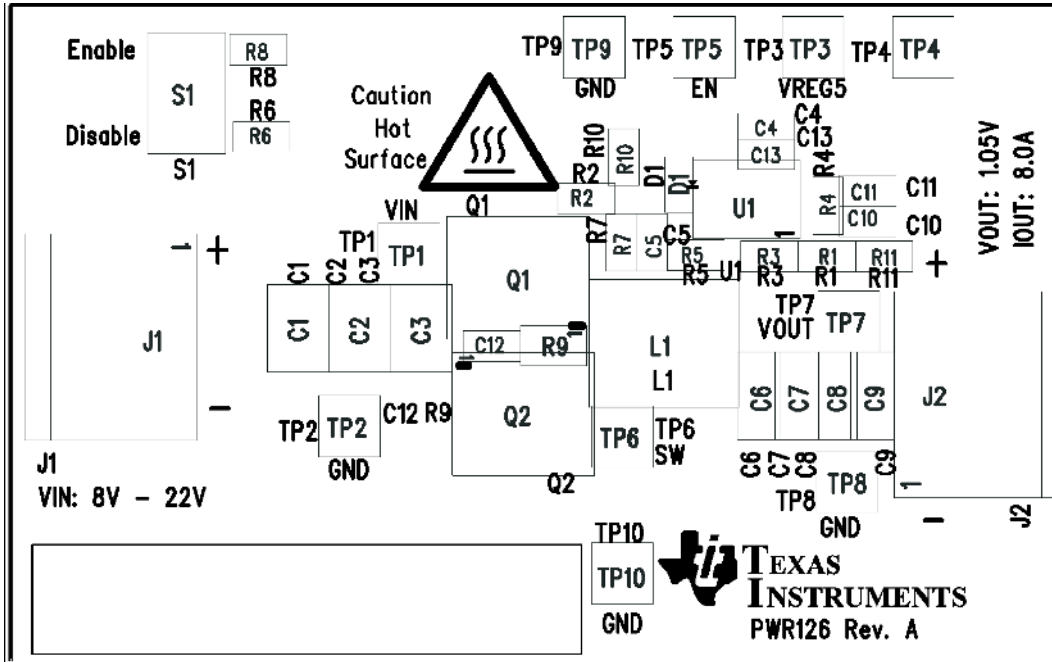 Enable
S1
R8
R8
R6
R6
Disable
S1
Caution
Hot
Surface
TP9
TP9
GND
TP5
TP5
EN
TP3
TP3
VREG5
TP4
TP4
C4
C4
C13
C13
R10
R10
R2
R2
D1
D1
U1
1
R4
R4
C11
C11
C10
C10
VOUT: 1.05V
IOUT: 8.0A
VIN
TP1
TP1
Q1
Q1
R7
R7
C5
C5
R5
R5
U1
R3
R3
R1
R1
R11
R11
+
1
+
J1
-
C1
C2
C3
C1
C2
C3
C12
R9
1
1
L1
L1
TP7
VOUT
TP7
C6
C7
C8
C9
J2
TP2
TP2
GND
C12
R9
Q2
Q2
TP6
TP6
SW
C6
C7
C8
C9
TP8
TP8
GND
1
-
J2
J1
VIN: 8V - 22V
TP10
TP10
GND
TEXAS
INSTRUMENTS
PWR126 Rev. A